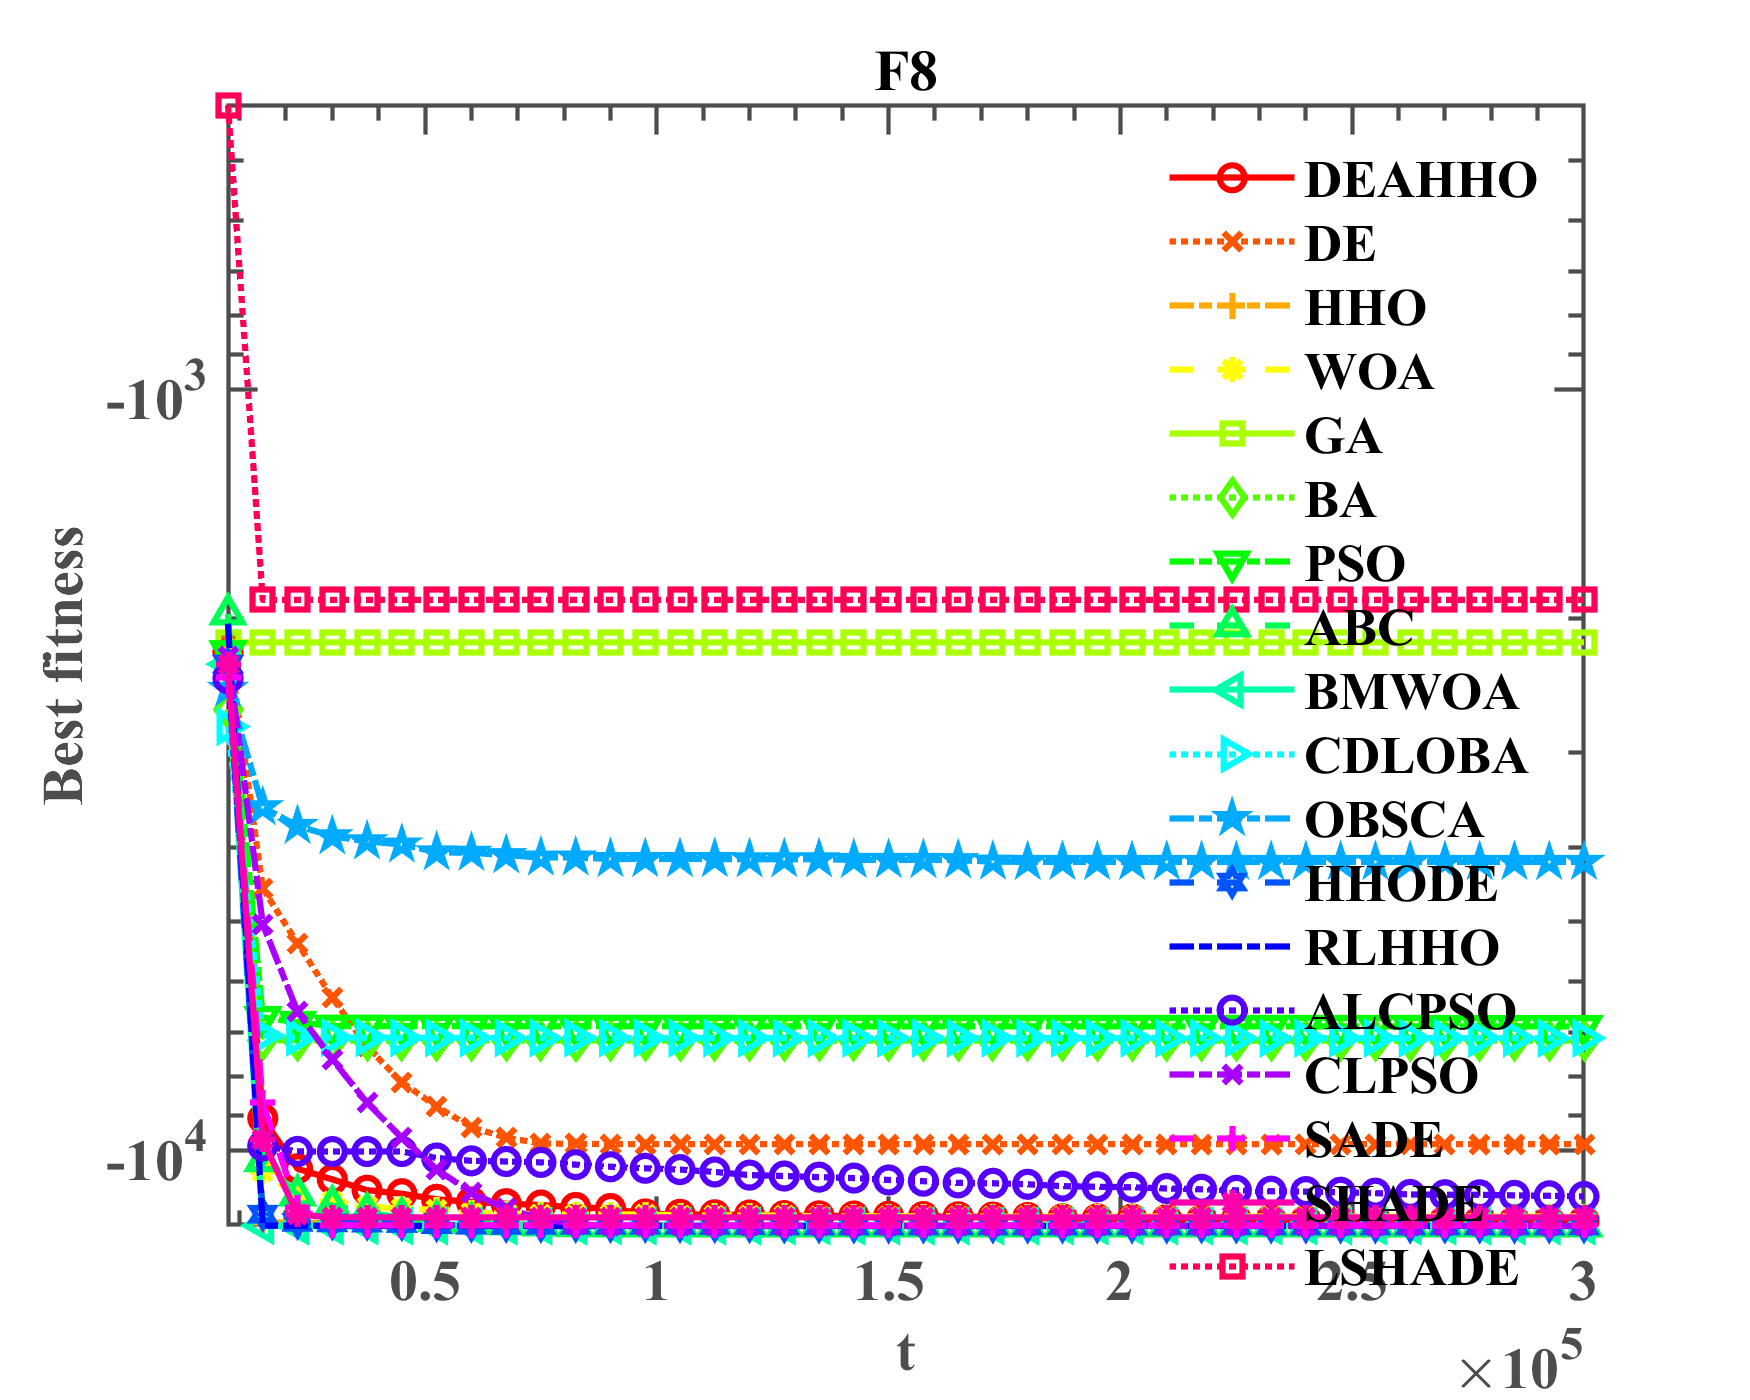 F8
-10^3
-10^4
Best fitness
DEAHHO
DE
HHO
WOA
GA
BA
PSO
ABC
BMWOA
CDLOBA
OBSCA
HHODE
RLHHO
ALCPSO
CLPSO
SADE
SHADE
LSHADE
0.5 1 1.5 2 2.5 3
t
×10^5